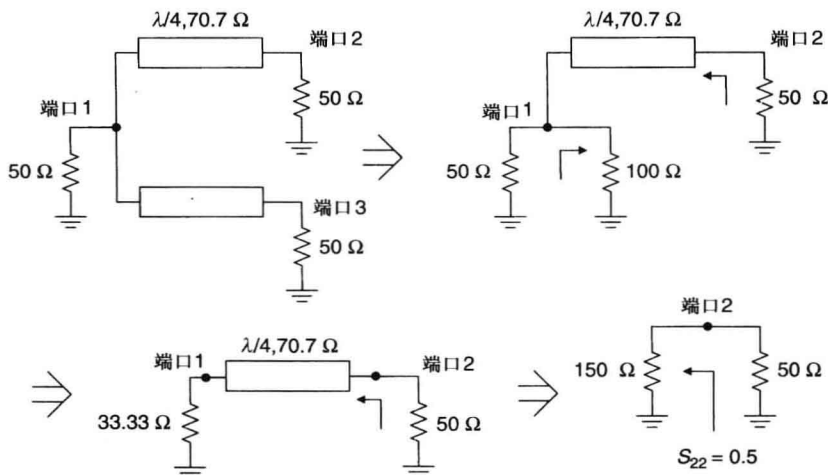 λ/4,70.7 Ω
端口2
50 Ω
端口1
50 Ω
端口3
50 Ω
λ/4,70.7 Ω
端口2
50 Ω
端口1
50 Ω
100 Ω
λ/4,70.7 Ω
端口1
端口2
33.33 Ω
50 Ω
端口2
150 Ω
50 Ω
S22 = 0.5